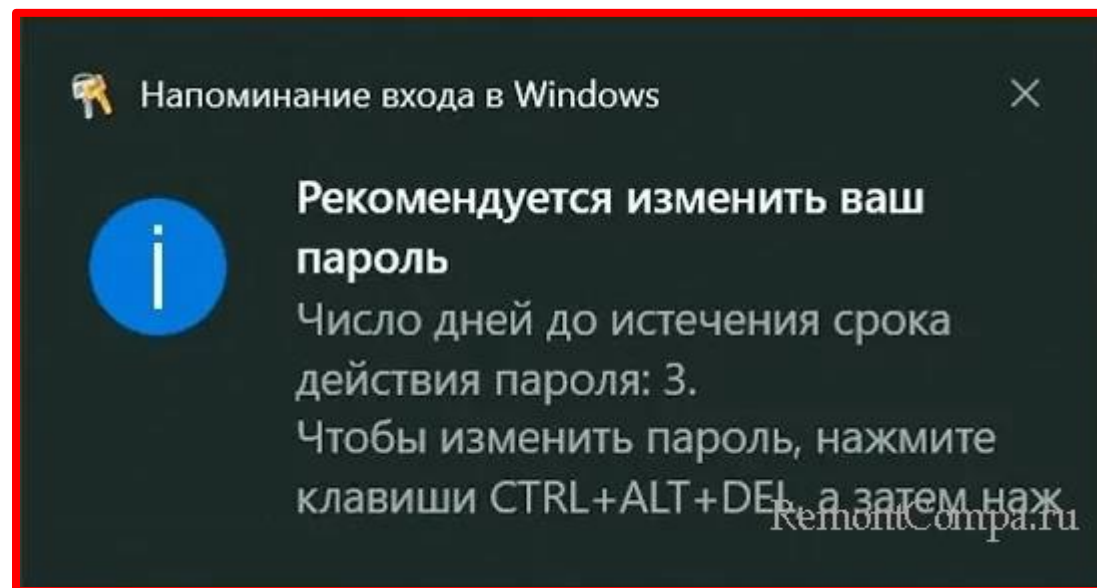 Напоминание входа в Windows
Рекомендуется изменить ваш
пароль
Число дней до истечения срока
действия пароля: 3.
Чтобы изменить пароль, нажмите
клавиши CTRL+ALT+DEL, а затем наж
RemontCompa.ru